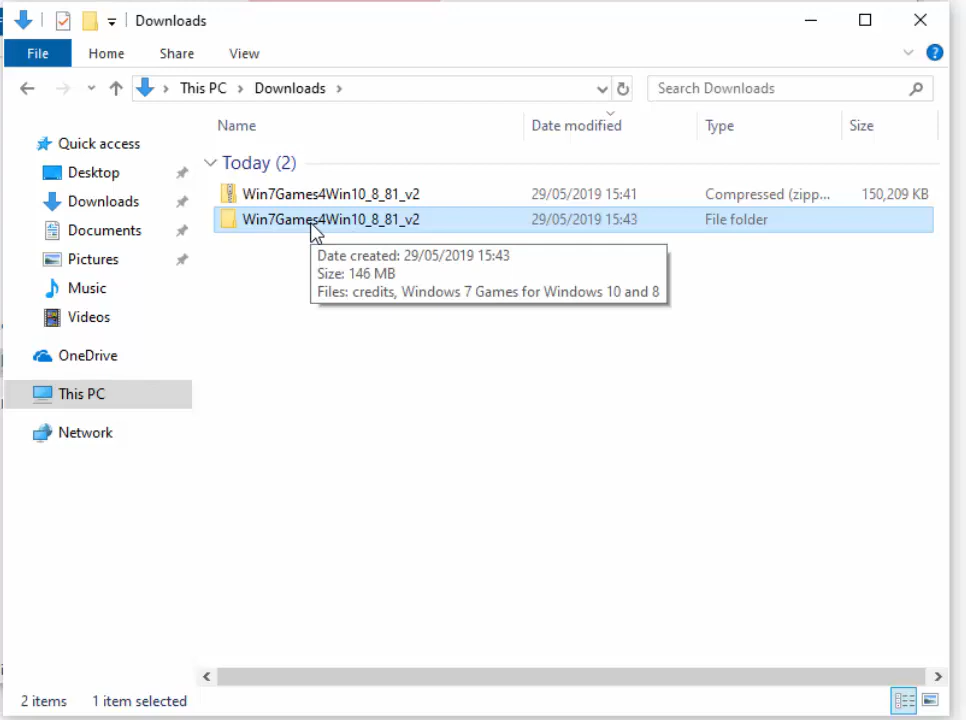 Downloads
File Home Share View
This PC Downloads Search Downloads
Name Date modified Type Size
Quick access
Desktop
Downloads
Documents
Pictures
Music
Videos
OneDrive
This PC
Network
Today (2)
Win7Games4Win10_8_81_v2 29/05/2019 15:41 Compressed (zipp... 150,209 KB
Win7Games4Win10_8_81_v2 29/05/2019 15:43 File folder
Date created: 29/05/2019 15:43
Size: 146 MB
Files: credits, Windows 7 Games for Windows 10 and 8
2 items 1 item selected